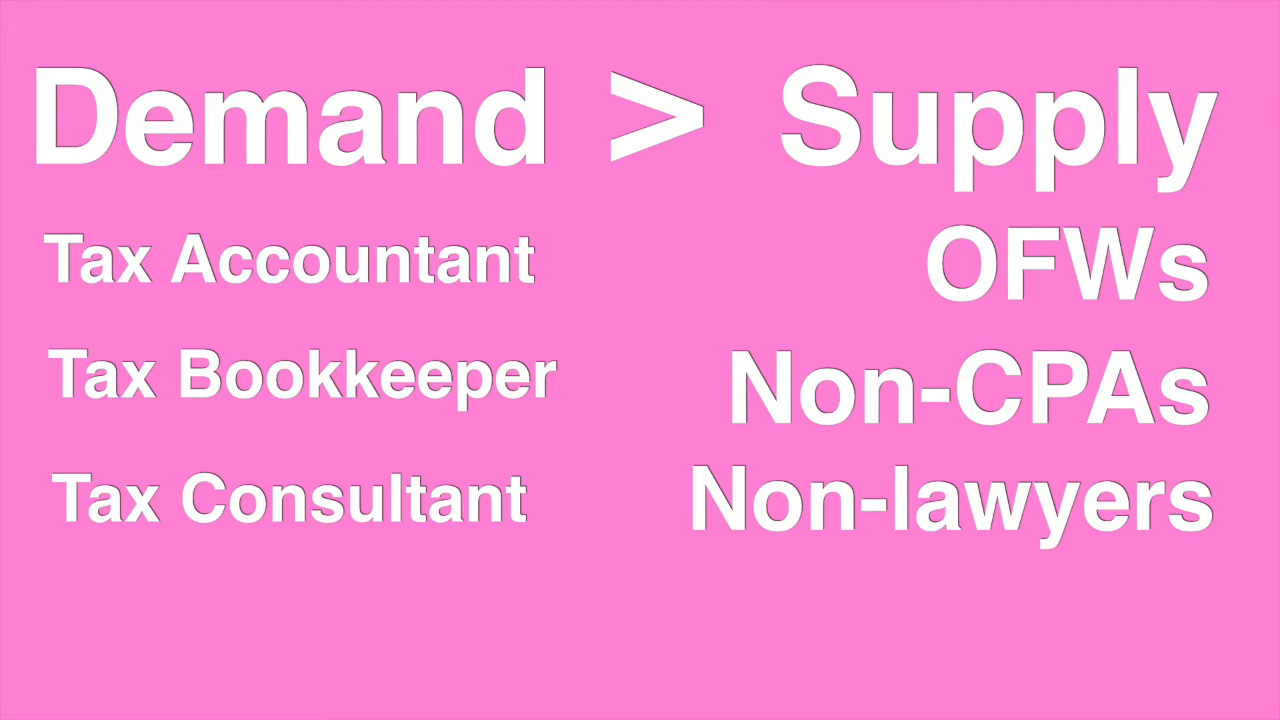 Demand > Supply
Tax Accountant OFWs
Tax Bookkeeper Non-CPAs
Tax Consultant Non-lawyers